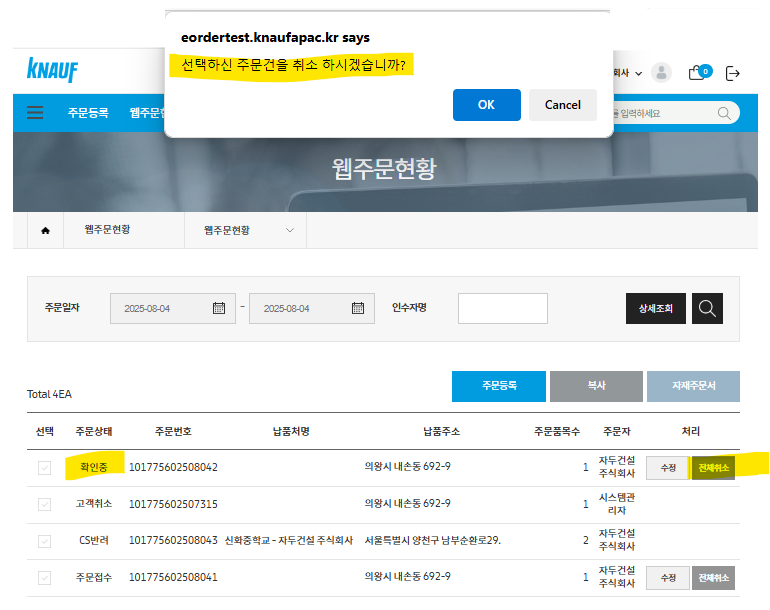 eordertest.knaufapac.kr says
선택하신 주문건을 취소 하시겠습니까?
OK
Cancel
KNAUF
회사
0
주문등록
입력하세요
웹주문현황
웹주문현황
웹주문현황
주문일자
2025-08-04
-
2025-08-04
인수자명
상세조회
Total 4EA
주문등록
복사
자재주문서
선택 주문상태 주문번호 납품처명 납품주소 주문품목수 주문자 처리
확인중 101775602508042 의왕시 내손동 692-9 1 자두건설 주식회사 수정 전체취소
고객취소 101775602507315 의왕시 내손동 692-9 1 시스템관리자
CS반려 101775602508043 신화중학교 - 자두건설 주식회사 서울특별시 양천구 남부순환로29. 2 자두건설 주식회사
주문접수 101775602508041 의왕시 내손동 692-9 1 자두건설 주식회사 수정 전체취소